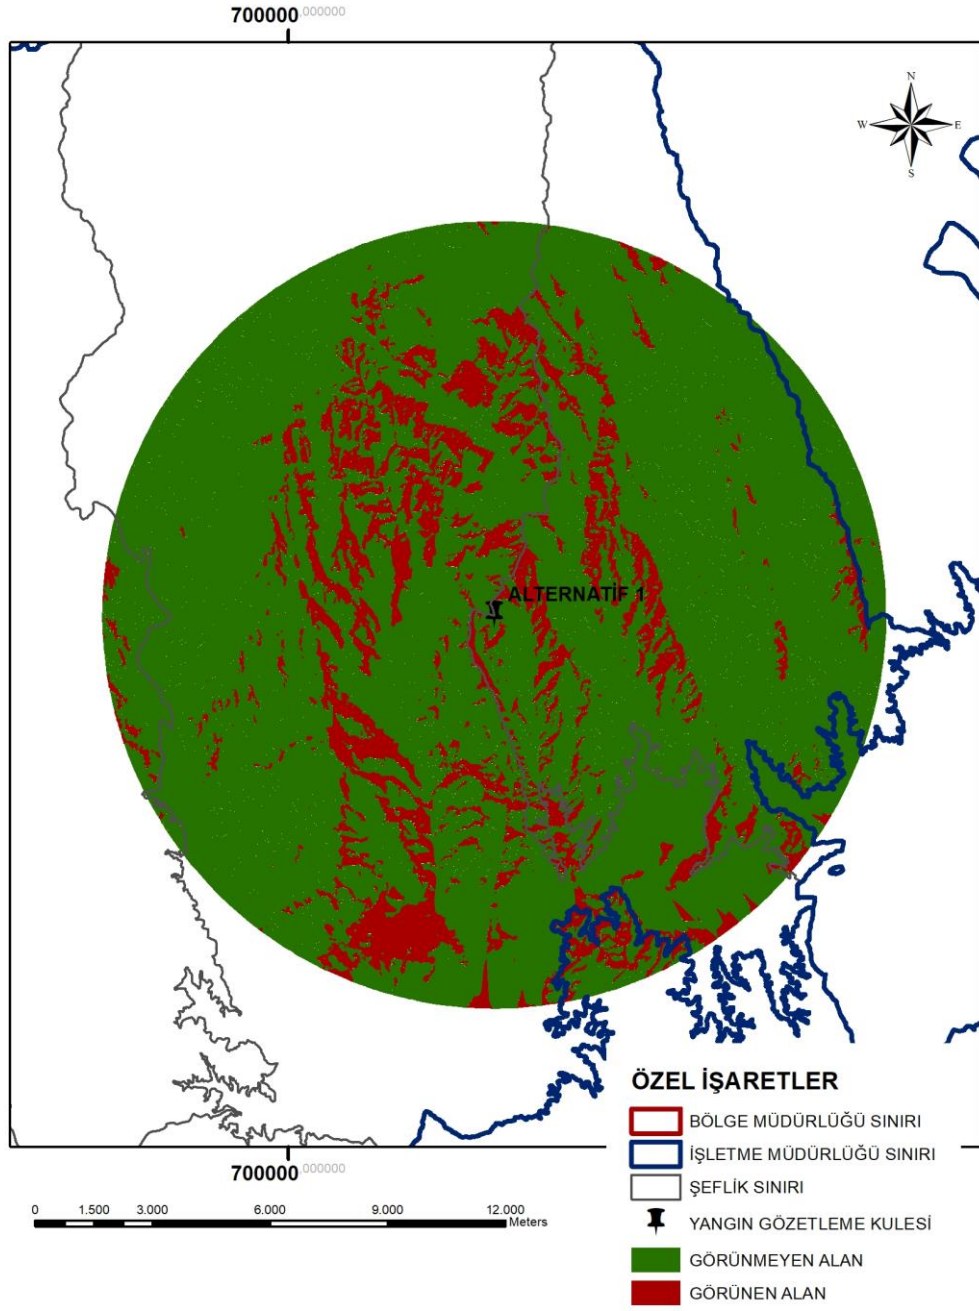 700000.000000
N
W E
S
ALTERNATİF 1
ÖZEL İŞARETLER
BÖLGE MÜDÜRLÜĞÜ SINIRI
İŞLETME MÜDÜRLÜĞÜ SINIRI
ŞEFLİK SINIRI
YANGIN GÖZETLEME KULESİ
GÖRÜNMEYEN ALAN
GÖRÜNEN ALAN
700000.000000
0 1.500 3.000 6.000 9.000 12.000
Meters